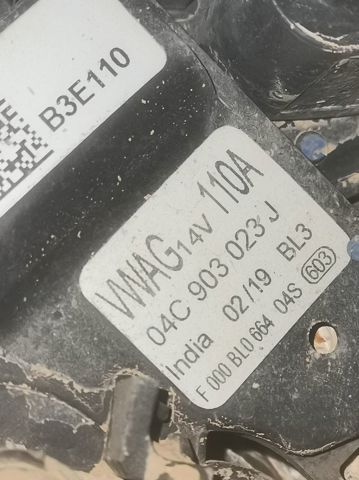 B3E110
VWAG 14V 110A
04C 903 023 J
India 02/19 BL3
F 000 BL0 664 04S 603